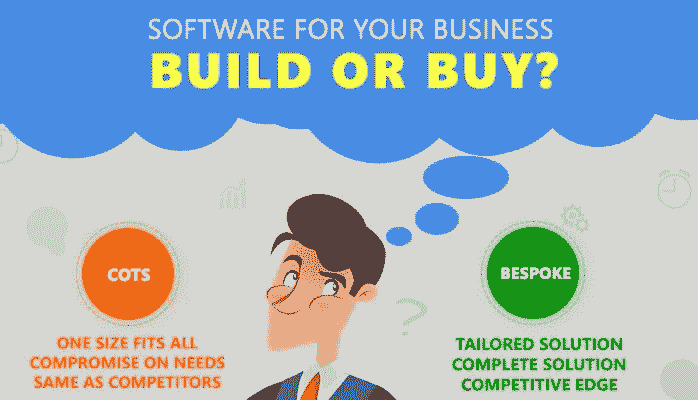 SOFTWARE FOR YOUR BUSINESS
BUILD OR BUY?
COTS
ONE SIZE FITS ALL
COMPROMISE ON NEEDS
SAME AS COMPETITORS
?
BESPOKE
TAILORED SOLUTION
COMPLETE SOLUTION
COMPETITIVE EDGE